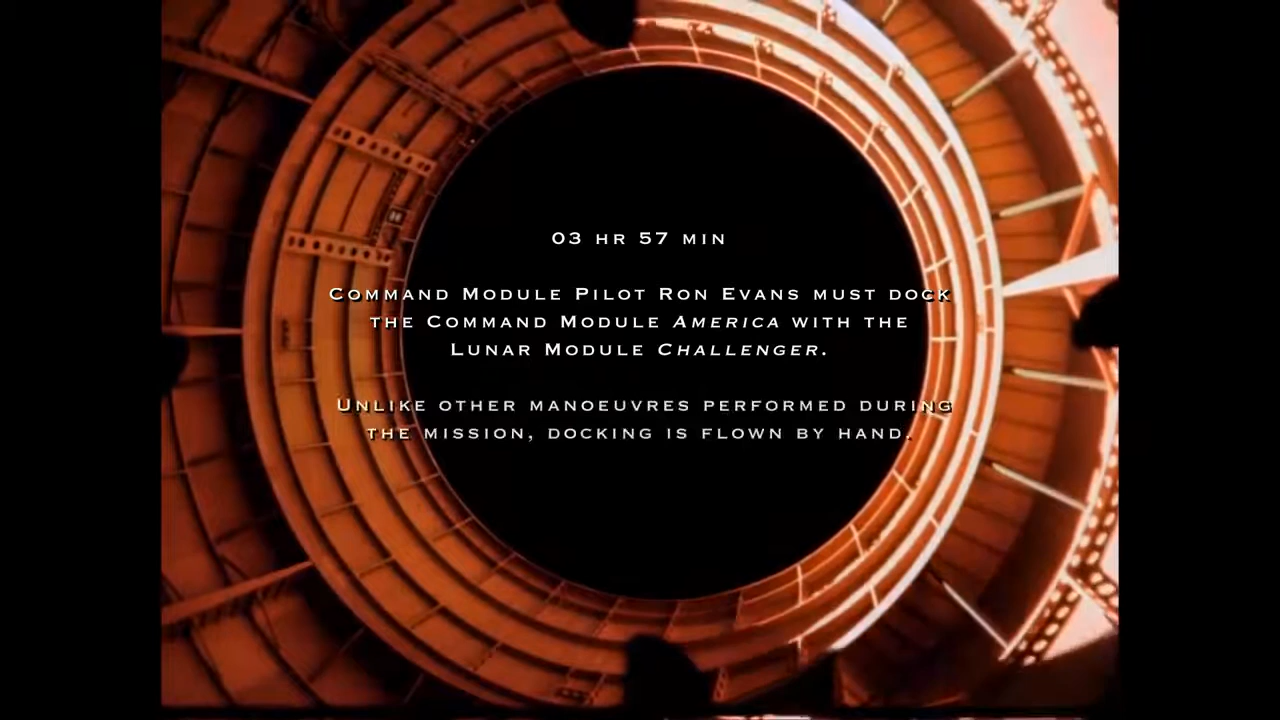 03 HR 57 MIN
COMMAND MODULE PILOT RON EVANS MUST DOCK
THE COMMAND MODULE AMERICA WITH THE
LUNAR MODULE CHALLENGER.
UNLIKE OTHER MANOEUVRES PERFORMED DURING
THE MISSION, DOCKING IS FLOWN BY HAND.